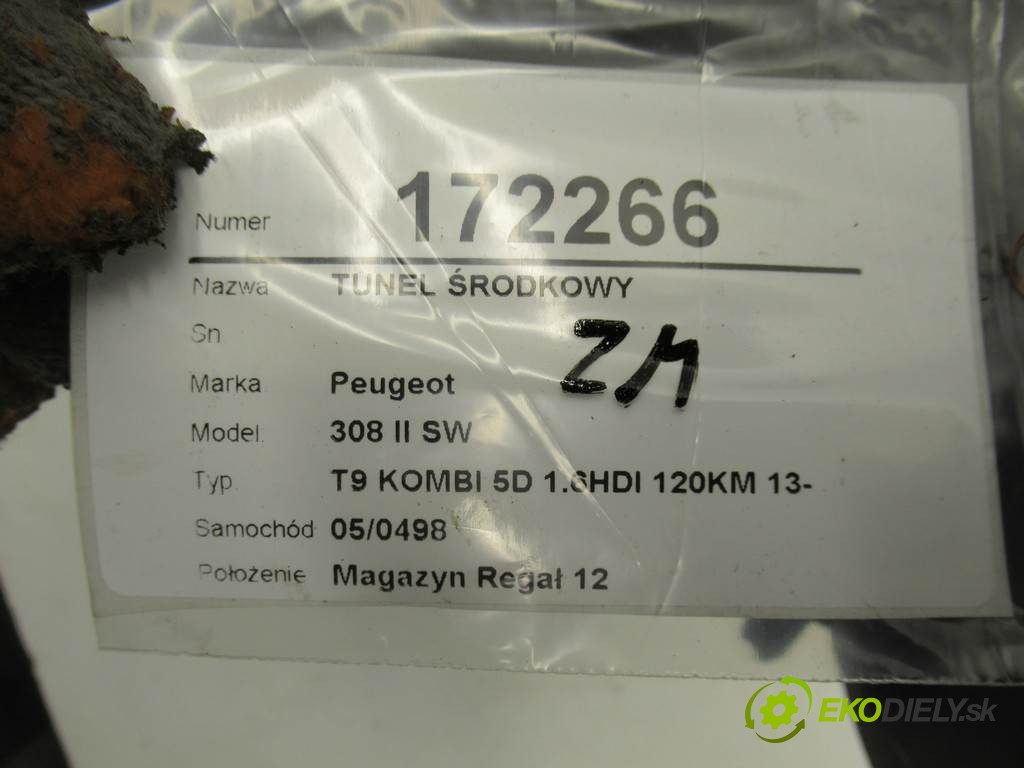 Numer 172266
Nazwa TUNEL ŚRODKOWY
Sn
ZM
Marka Peugeot
Model. 308 II SW
Typ T9 KOMBI 5D 1.6HDI 120KM 13-
Samochód 05/0498
Położenie Magazyn Regał 12
EKODIELY.sk